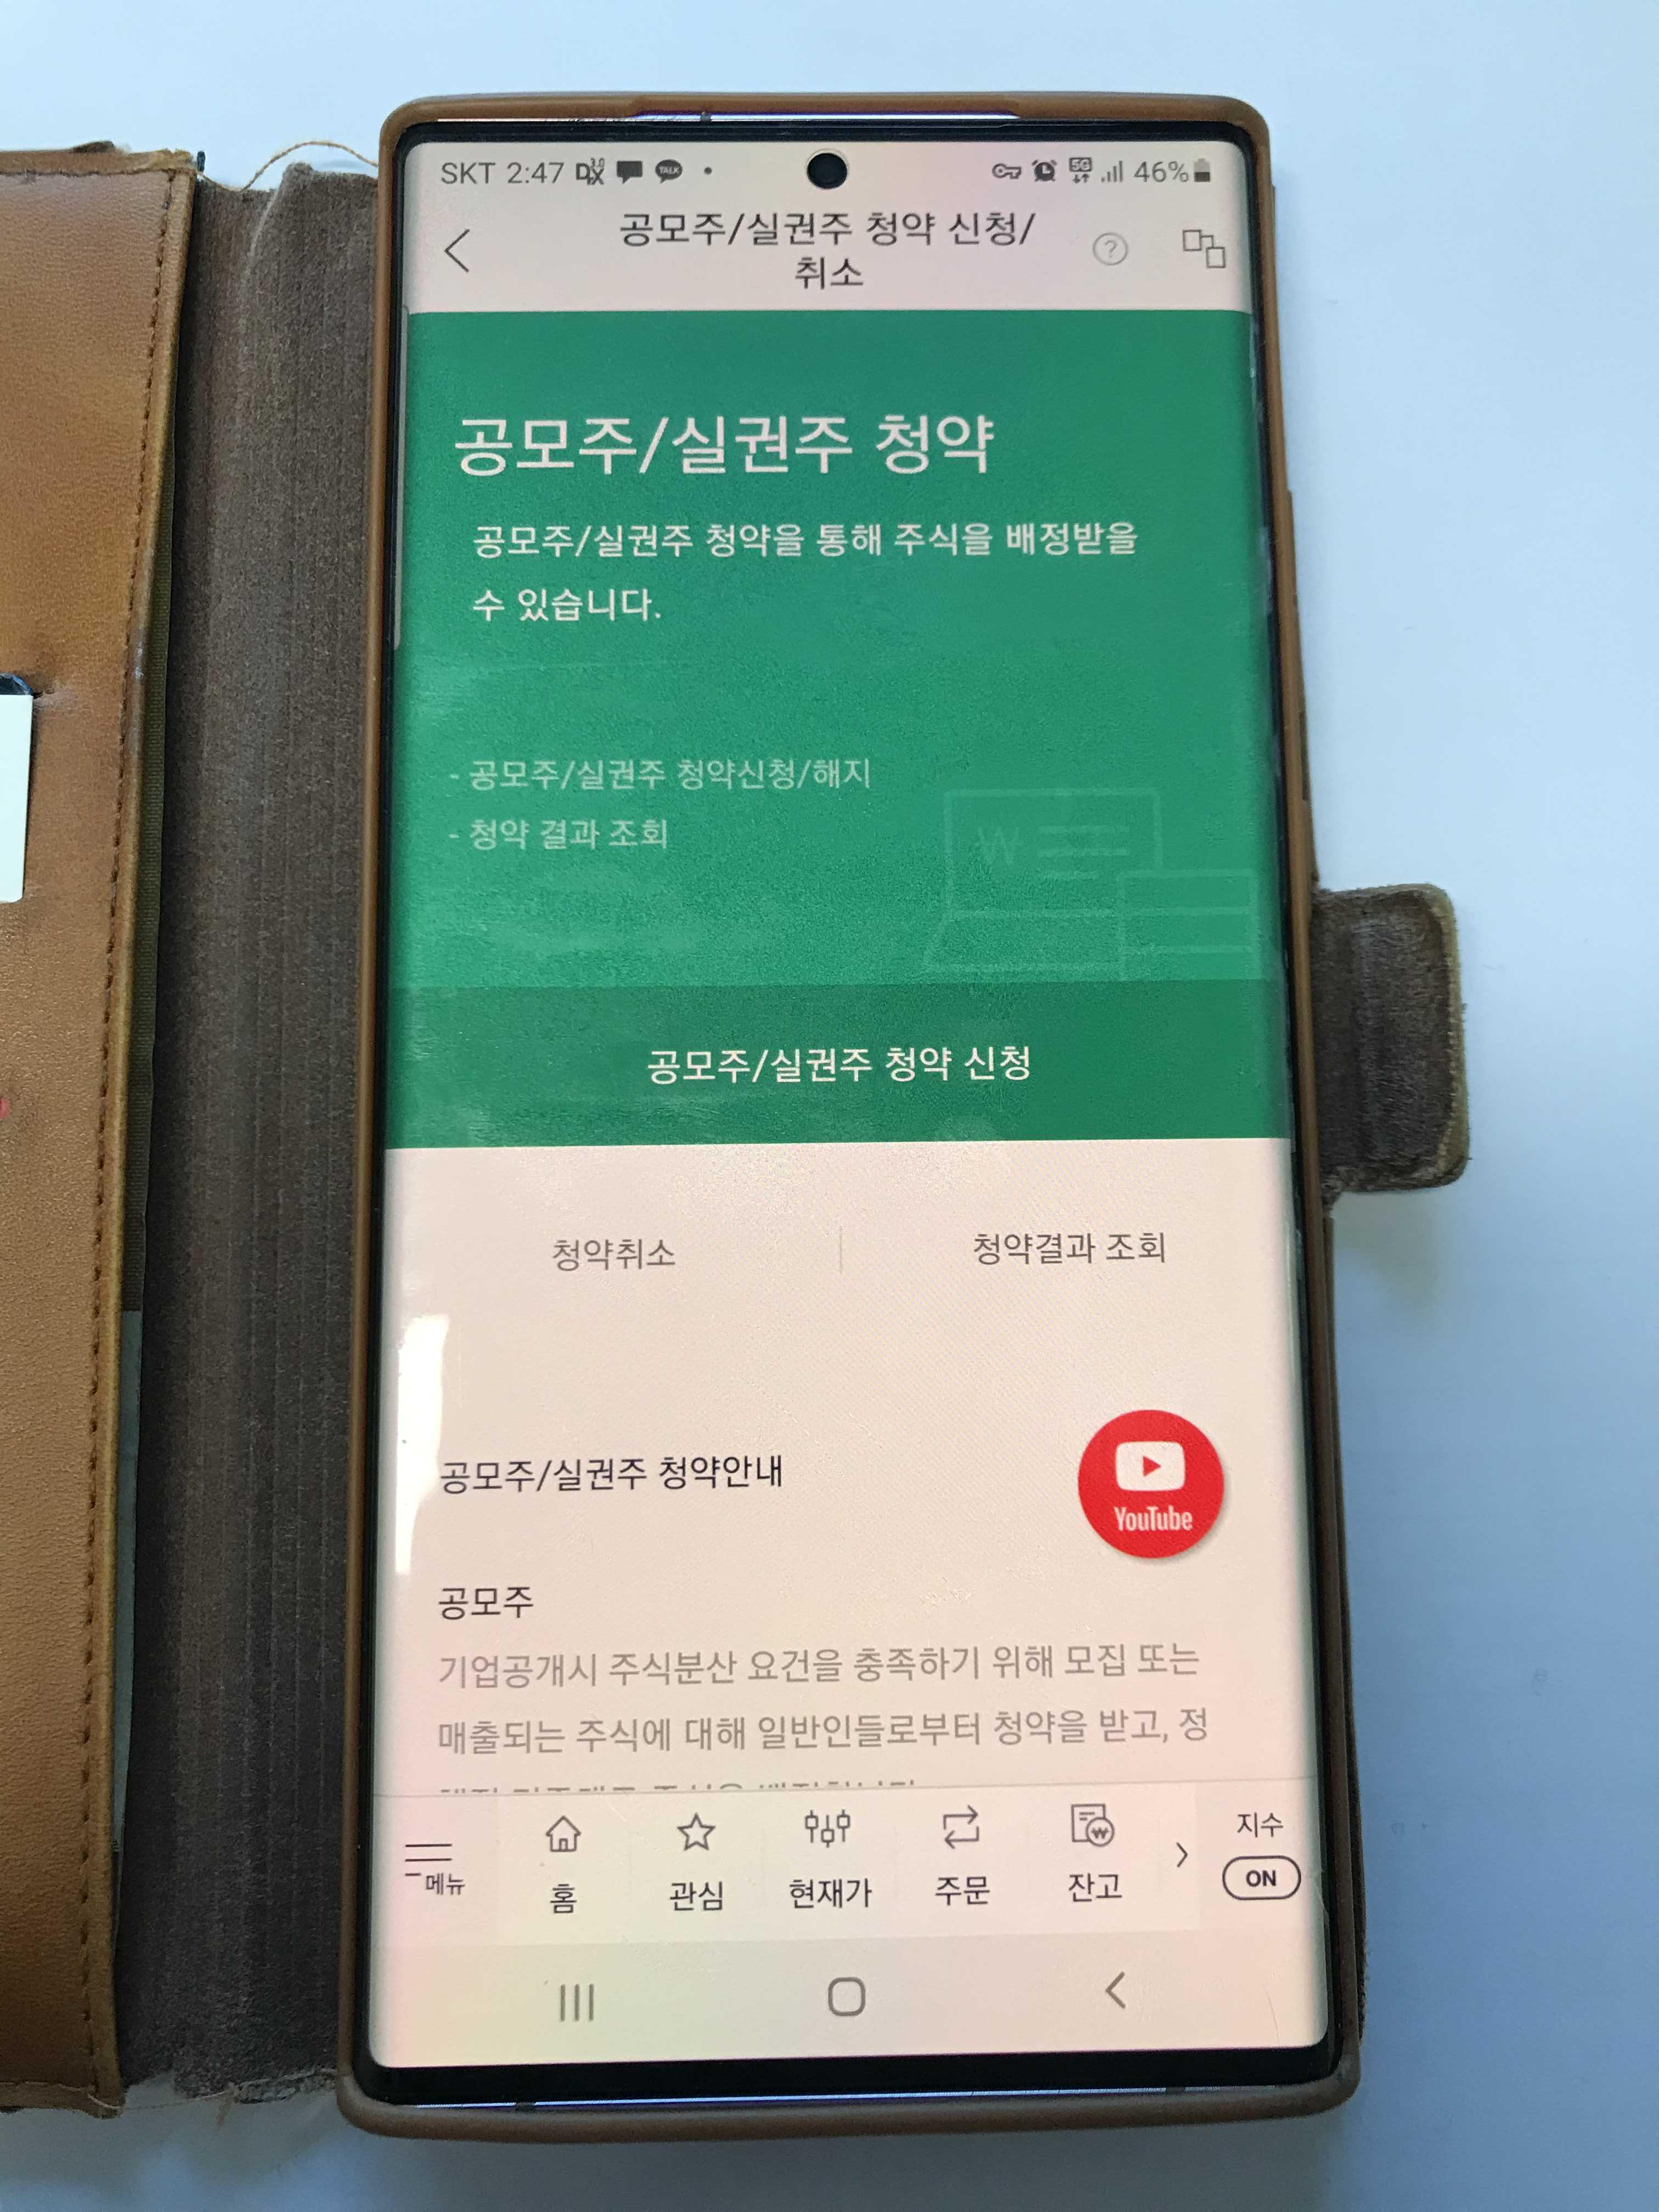 SKT 2:47 TALK 5G 46%
공모주/실권주 청약 신청/
취소
공모주/실권주 청약
공모주/실권주 청약을 통해 주식을 배정받을
수 있습니다.
- 공모주/실권주 청약신청/해지
- 청약 결과 조회
W
공모주/실권주 청약 신청
청약취소 청약결과 조회
공모주/실권주 청약안내
YouTube
공모주
기업공개시 주식분산 요건을 충족하기 위해 모집 또는
매출되는 주식에 대해 일반인들로부터 청약을 받고, 정
메뉴 홈 관심 현재가 주문 잔고 지수
ON